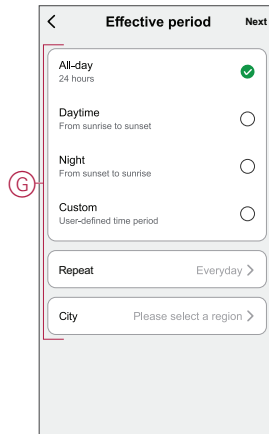 Effective period Next
All-day
24 hours
Daytime
From sunrise to sunset
Night
From sunset to sunrise
Custom
User-defined time period
G
Repeat Everyday
City Please select a region